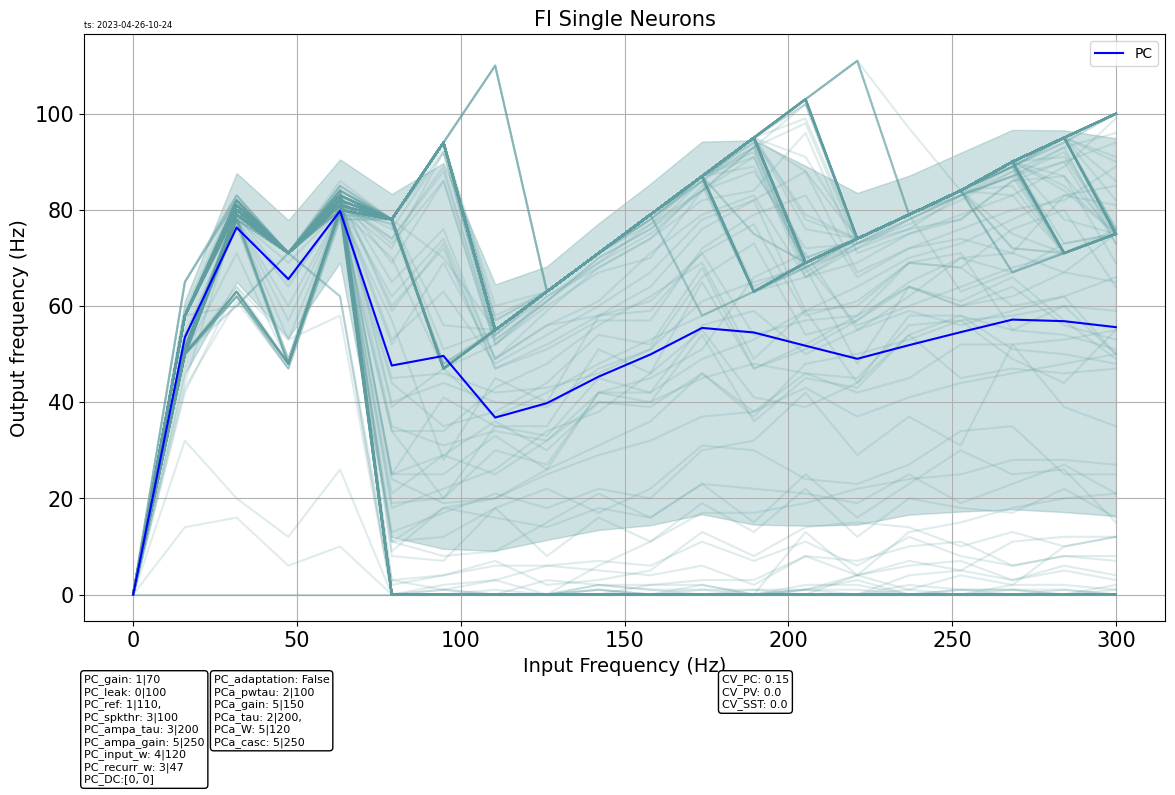 ts: 2023-04-26-10-24
FI Single Neurons
PC
Output frequency (Hz)
100
80
60
40
20
0
0 50 100 150 200 250 300
Input Frequency (Hz)
PC_gain: 1|70
PC_leak: 0|100
PC_ref: 1|110,
PC_spkthr: 3|100
PC_ampa_tau: 3|200
PC_ampa_gain: 5|250
PC_input_w: 4|120
PC_recurr_w: 3|47
PC_DC:[0, 0]
PC_adaptation: False
PCa_pwtau: 2|100
PCa_gain: 5|150
PCa_tau: 2|200,
PCa_W: 5|120
PCa_casc: 5|250
CV_PC: 0.15
CV_PV: 0.0
CV_SST: 0.0